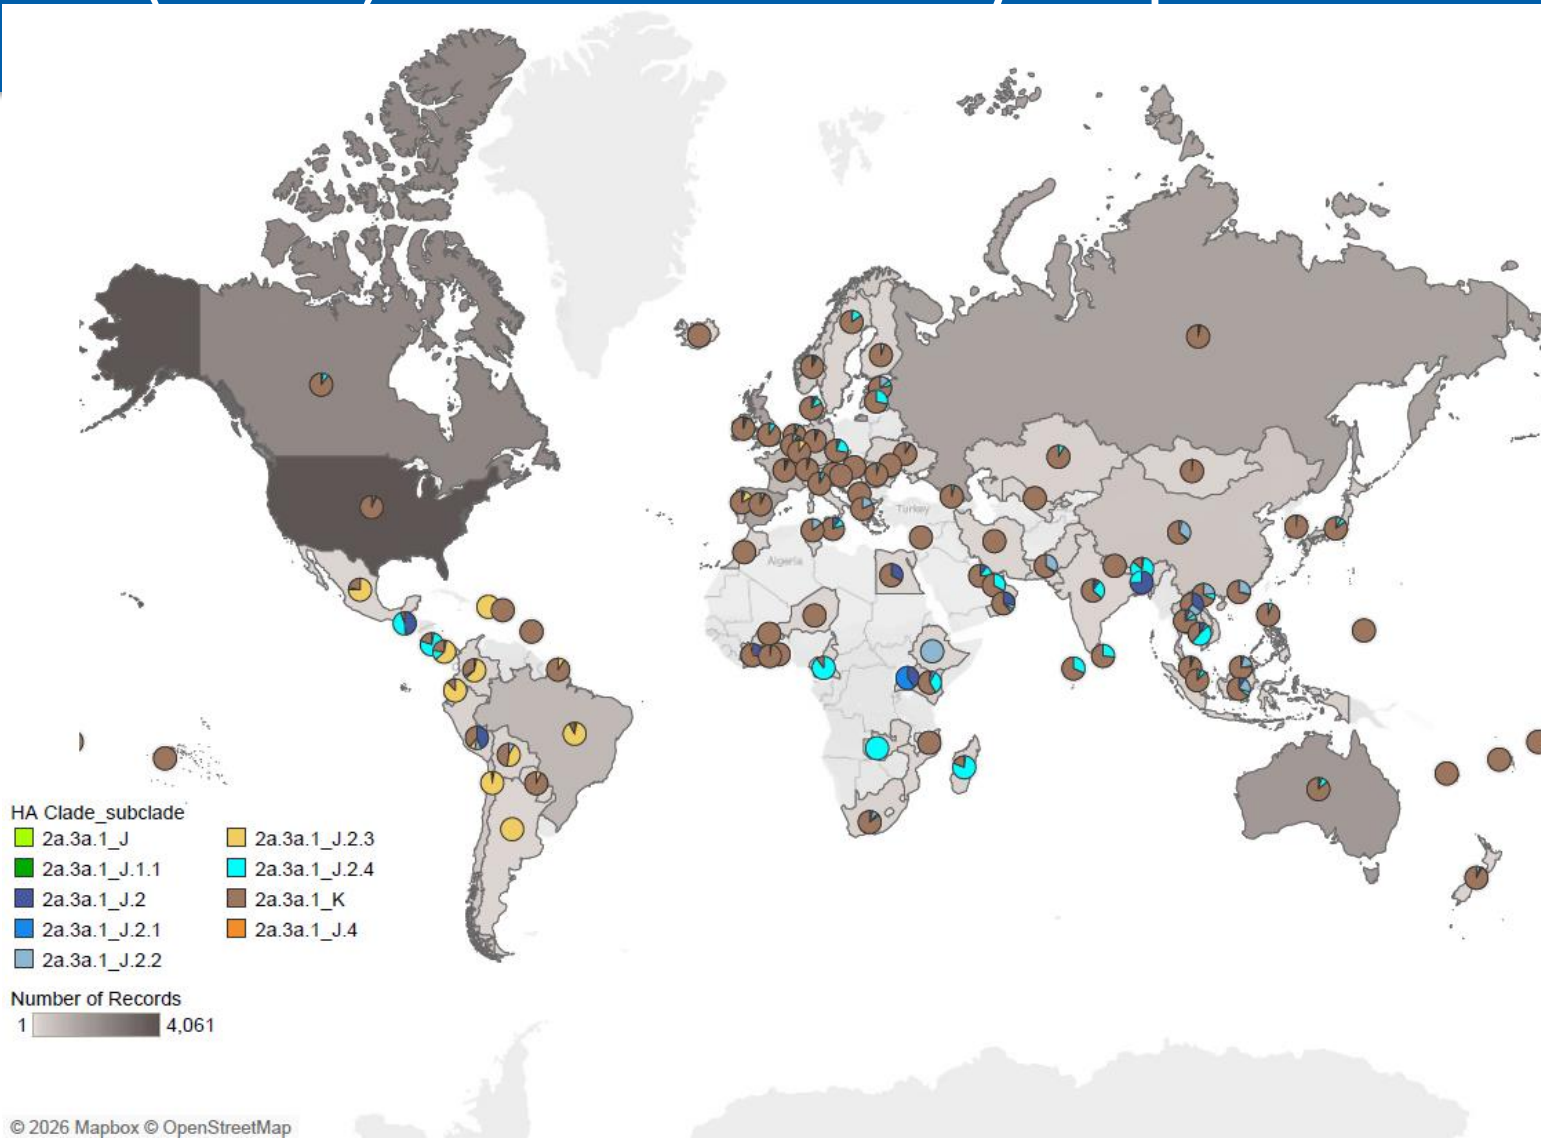 Turkey
Algeria
HA Clade_subclade
2a.3a.1_J
2a.3a.1_J.1.1
2a.3a.1_J.2
2a.3a.1_J.2.1
2a.3a.1_J.2.2
2a.3a.1_J.2.3
2a.3a.1_J.2.4
2a.3a.1_K
2a.3a.1_J.4
Number of Records
1 4,061
© 2026 Mapbox © OpenStreetMap